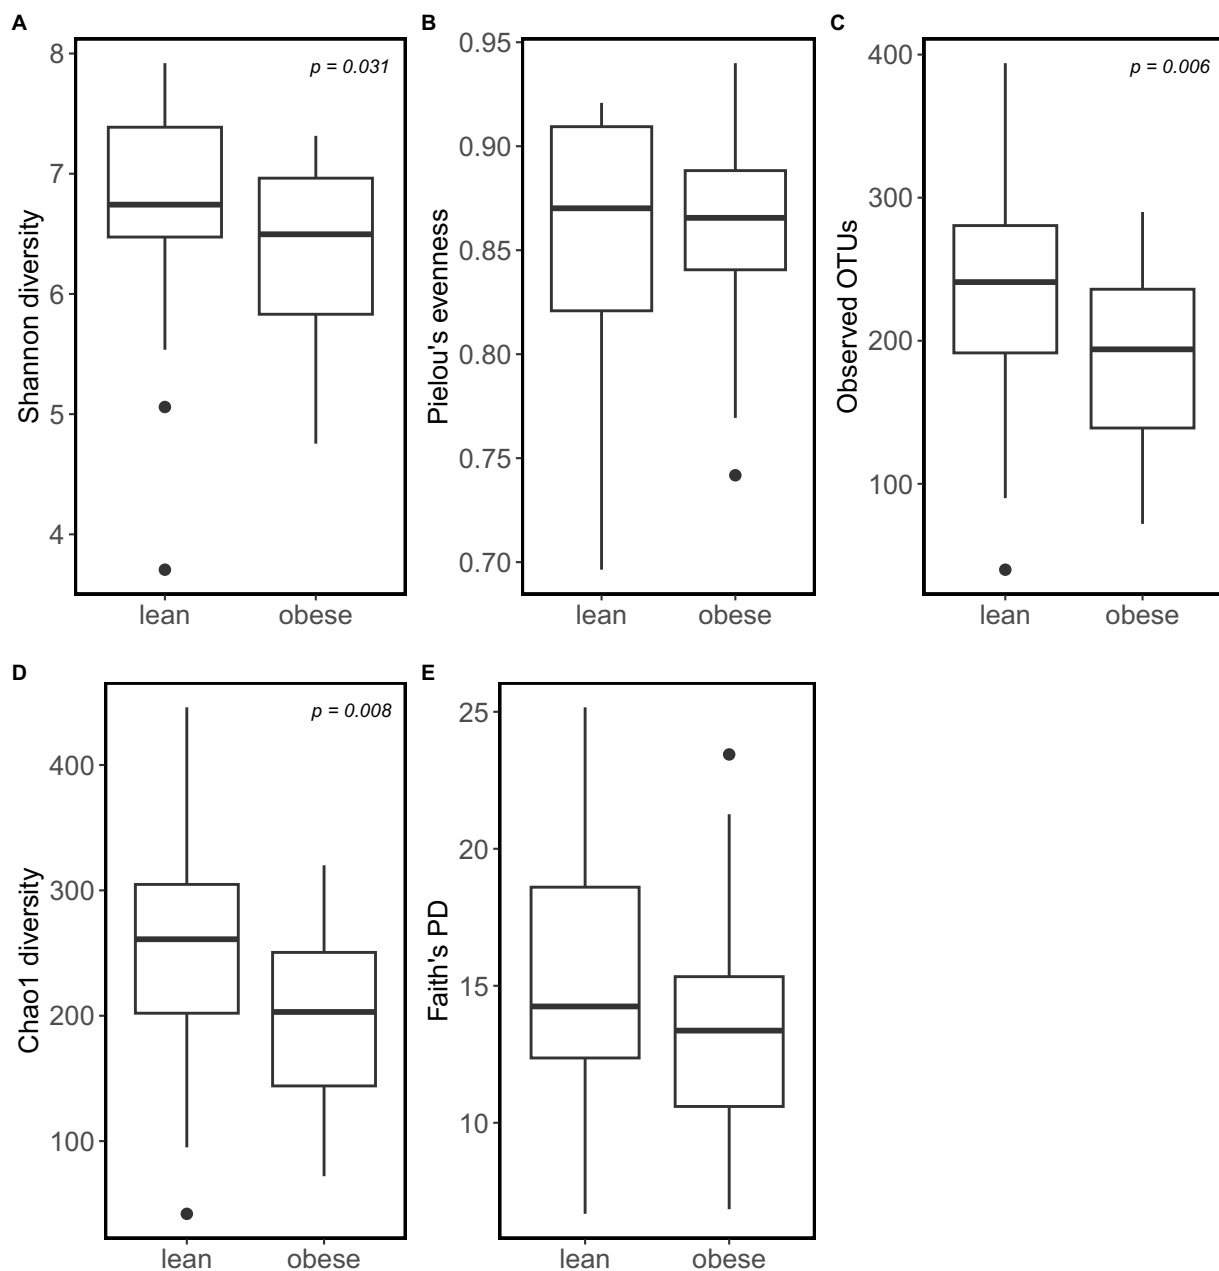 A
Shannon diversity
8
7
6
5
4
p = 0.031
lean
obese
B
Pielou's evenness
0.95
0.90
0.85
0.80
0.75
0.70
lean
obese
C
Observed OTUs
400
300
200
100
p = 0.006
lean
obese
D
Chao1 diversity
400
300
200
100
p = 0.008
lean
obese
E
Faith's PD
25
20
15
10
lean
obese